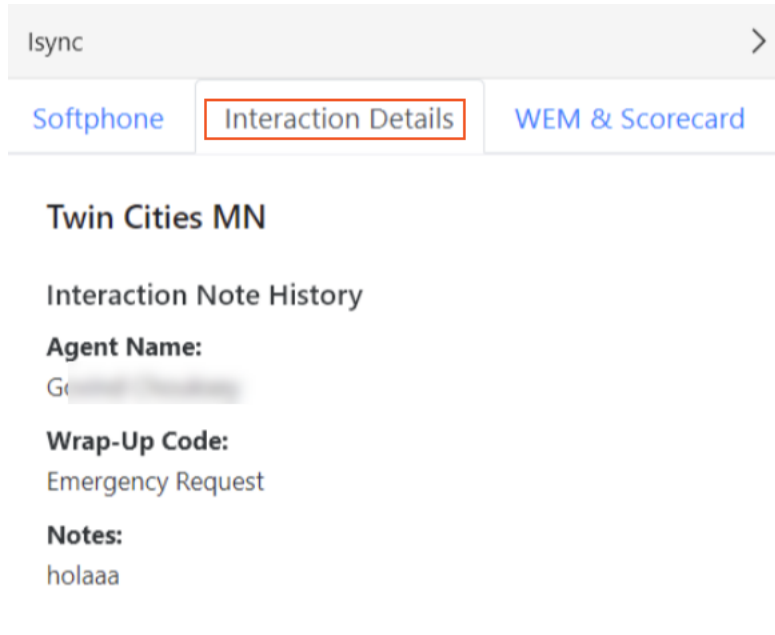 Isync
Softphone
Interaction Details
WEM & Scorecard
Twin Cities MN
Interaction Note History
Agent Name:
Wrap-Up Code:
Emergency Request
Notes:
holaaa